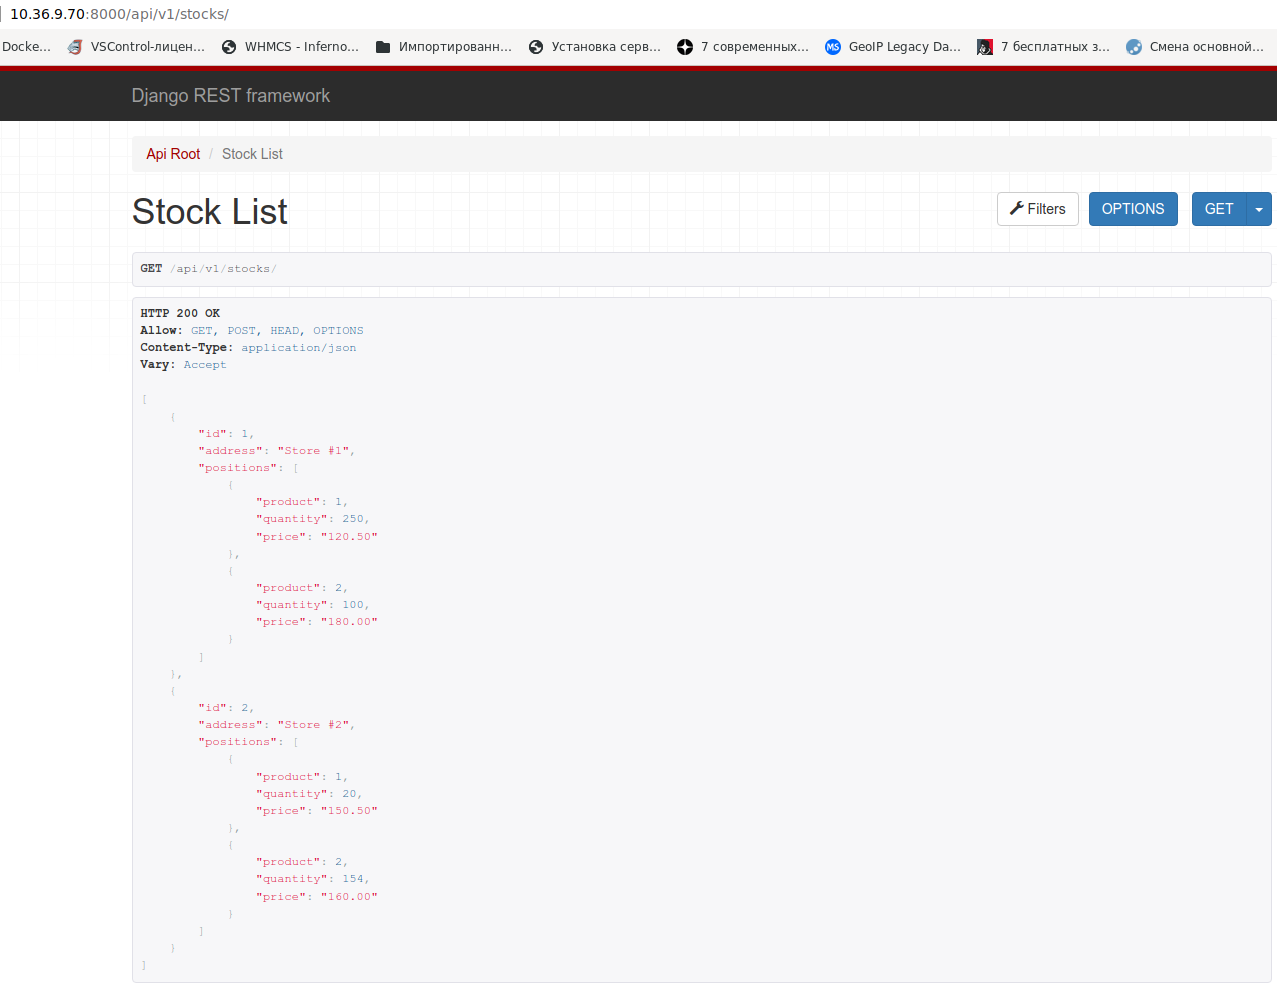 10.36.9.70:8000/api/v1/stocks/
Docke... VSControl-лицен... WHMCS - Inferno... Импортированн... Установка серв... 7 современных... MS GeoIP Legacy Da... 7 бесплатных з... Смена основной...
Django REST framework
Api Root / Stock List
Stock List Filters OPTIONS GET
GET /api/v1/stocks/
HTTP 200 OK
Allow: GET, POST, HEAD, OPTIONS
Content-Type: application/json
Vary: Accept
[
{
"id": 1,
"address": "Store #1",
"positions": [
{
"product": 1,
"quantity": 250,
"price": "120.50"
},
{
"product": 2,
"quantity": 100,
"price": "180.00"
}
]
},
{
"id": 2,
"address": "Store #2",
"positions": [
{
"product": 1,
"quantity": 20,
"price": "150.50"
},
{
"product": 2,
"quantity": 154,
"price": "160.00"
}
]
}
]